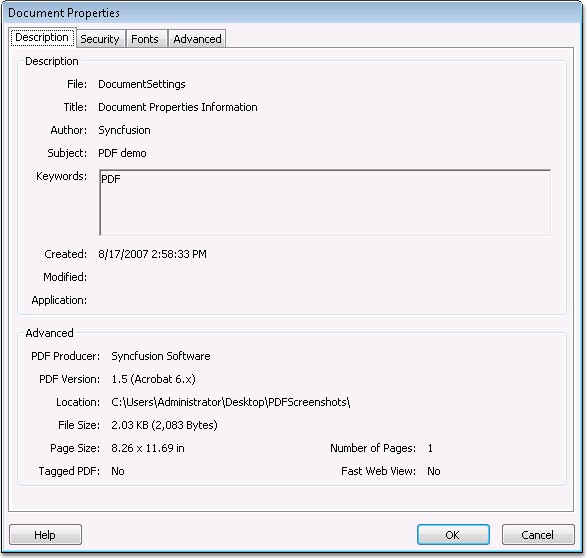 Document Properties
Description Security Fonts Advanced
Description
File: DocumentSettings
Title: Document Properties Information
Author: Syncfusion
Subject: PDF demo
Keywords: PDF
Created: 8/17/2007 2:58:33 PM
Modified:
Application:
Advanced
PDF Producer: Syncfusion Software
PDF Version: 1.5 (Acrobat 6.x)
Location: C:\Users\Administrator\Desktop\PDFScreenshots\
File Size: 2.03 KB (2,083 Bytes)
Page Size: 8.26 x 11.69 in Number of Pages: 1
Tagged PDF: No Fast Web View: No
Help OK Cancel